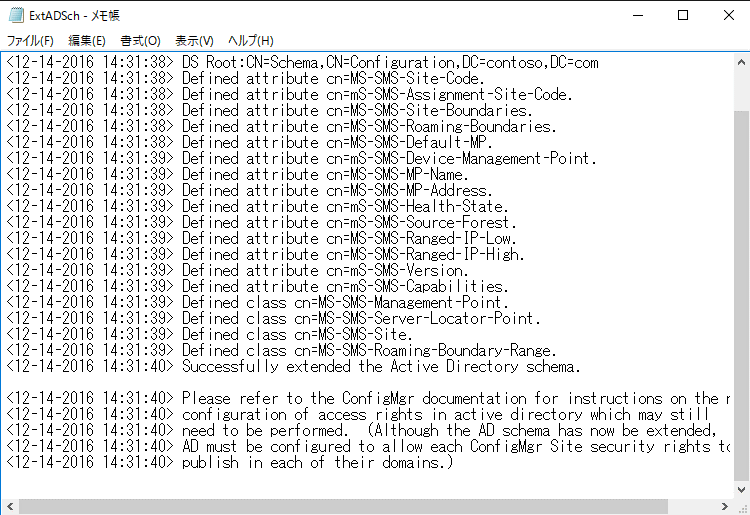 ExtADSch - メモ帳
ファイル(F) 編集(E) 書式(O) 表示(V) ヘルプ(H)
<12-14-2016 14:31:38> DS Root:CN=Schema,CN=Configuration,DC=contoso,DC=com
<12-14-2016 14:31:38> Defined attribute cn=MS-SMS-Site-Code.
<12-14-2016 14:31:38> Defined attribute cn=mS-SMS-Assignment-Site-Code.
<12-14-2016 14:31:38> Defined attribute cn=MS-SMS-Site-Boundaries.
<12-14-2016 14:31:38> Defined attribute cn=MS-SMS-Roaming-Boundaries.
<12-14-2016 14:31:38> Defined attribute cn=MS-SMS-Default-MP.
<12-14-2016 14:31:39> Defined attribute cn=mS-SMS-Device-Management-Point.
<12-14-2016 14:31:39> Defined attribute cn=MS-SMS-MP-Name.
<12-14-2016 14:31:39> Defined attribute cn=MS-SMS-MP-Address.
<12-14-2016 14:31:39> Defined attribute cn=mS-SMS-Health-State.
<12-14-2016 14:31:39> Defined attribute cn=mS-SMS-Source-Forest.
<12-14-2016 14:31:39> Defined attribute cn=MS-SMS-Ranged-IP-Low.
<12-14-2016 14:31:39> Defined attribute cn=MS-SMS-Ranged-IP-High.
<12-14-2016 14:31:39> Defined attribute cn=mS-SMS-Version.
<12-14-2016 14:31:39> Defined attribute cn=mS-SMS-Capabilities.
<12-14-2016 14:31:39> Defined class cn=MS-SMS-Management-Point.
<12-14-2016 14:31:39> Defined class cn=MS-SMS-Server-Locator-Point.
<12-14-2016 14:31:39> Defined class cn=MS-SMS-Site.
<12-14-2016 14:31:39> Defined class cn=MS-SMS-Roaming-Boundary-Range.
<12-14-2016 14:31:40> Successfully extended the Active Directory schema.
<12-14-2016 14:31:40> Please refer to the ConfigMgr documentation for instructions on the
<12-14-2016 14:31:40> configuration of access rights in active directory which may still
<12-14-2016 14:31:40> need to be performed.  (Although the AD schema has now be extended,
<12-14-2016 14:31:40> AD must be configured to allow each ConfigMgr Site security rights to
<12-14-2016 14:31:40> publish in each of their domains.)